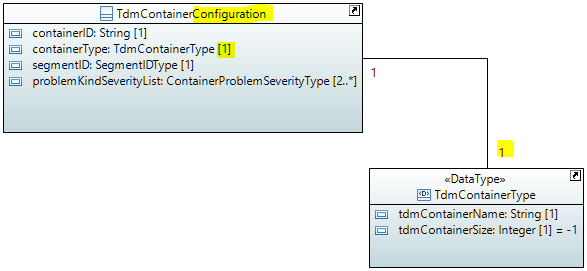 TdmContainerConfiguration
containerID: String [1]
containerType: TdmContainerType [1]
segmentID: SegmentIDType [1]
problemKindSeverityList: ContainerProblemSeverityType [2..*]
1
1
«DataType»
<D> TdmContainerType
tdmContainerName: String [1]
tdmContainerSize: Integer [1] = -1